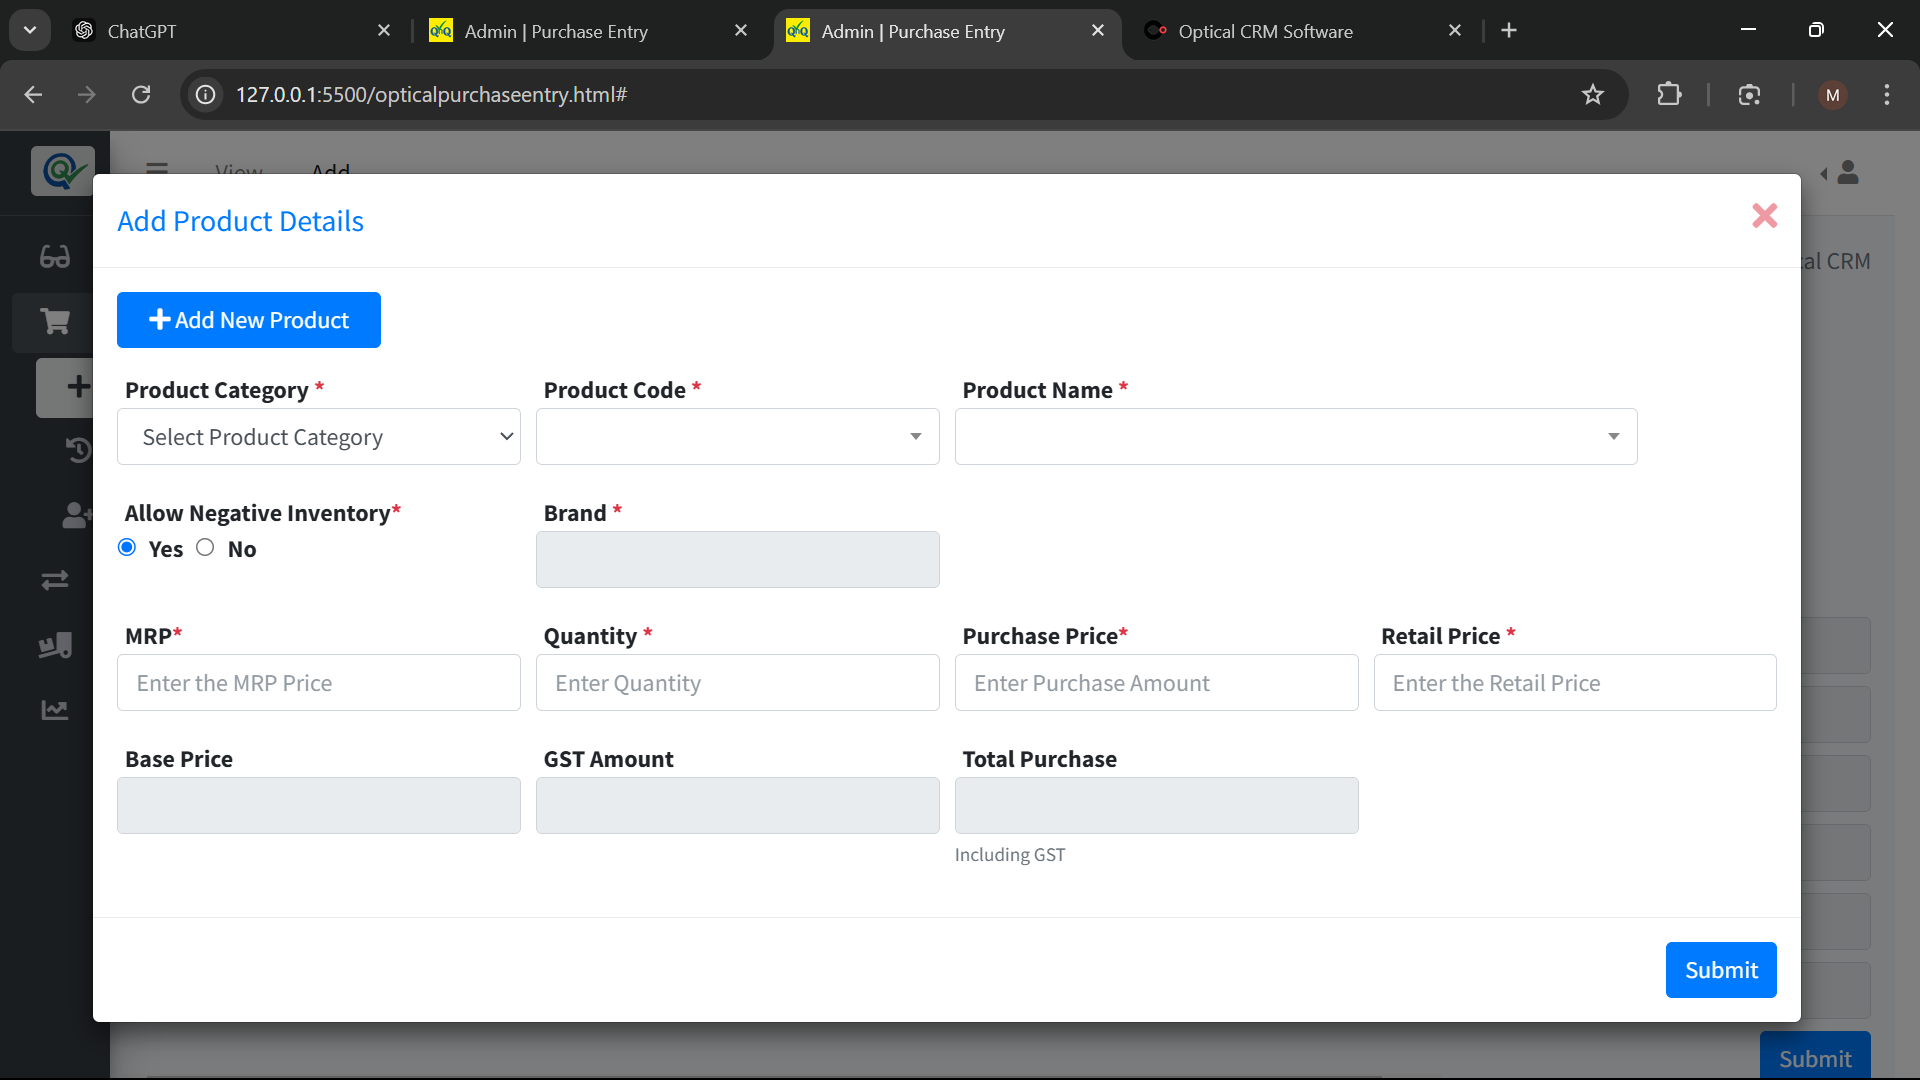 ChatGPT
Admin | Purchase Entry
Admin | Purchase Entry
Optical CRM Software
127.0.0.1:5500/opticalpurchaseentry.html#
M
View Add
Add Product Details
al CRM
Add New Product
Product Category * Product Code * Product Name *
Select Product Category
Allow Negative Inventory* Brand *
Yes No
MRP* Quantity * Purchase Price* Retail Price *
Enter the MRP Price Enter Quantity Enter Purchase Amount Enter the Retail Price
Base Price GST Amount Total Purchase
Including GST
Submit
Submit